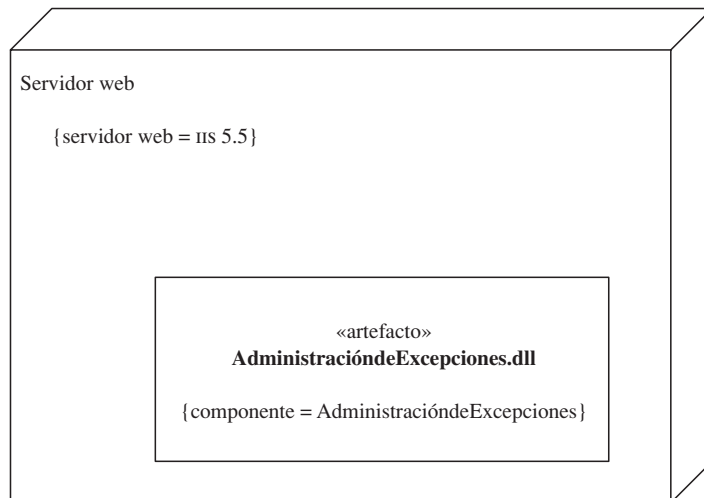 Servidor web
{servidor web = IIS 5.5}
«artefacto»
AdministracióndeExcepciones.dll
{componente = AdministracióndeExcepciones}